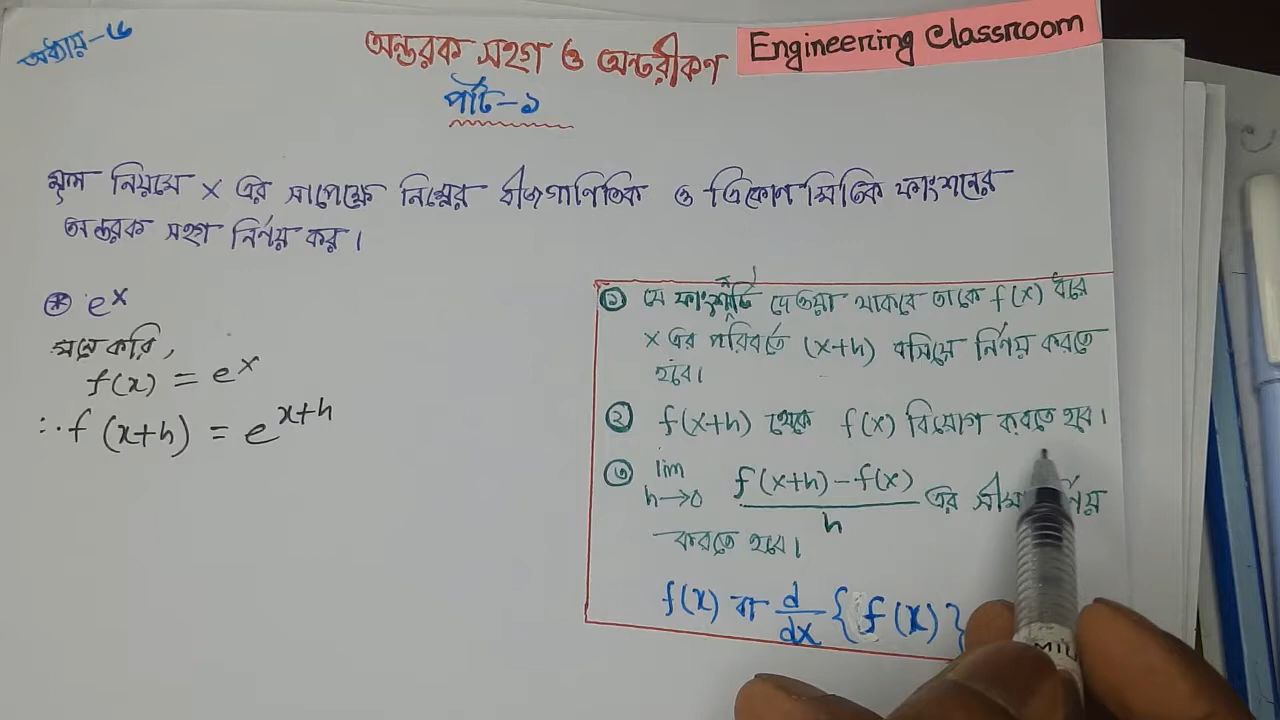 অধ্যায়-৬
অন্তরক সহগ ও অন্তরীকণ
Engineering Classroom
পার্ট-১
মূল নিয়মে x এর সাপেক্ষে নিম্নের বীজগাণিতিক ও ত্রিকোণমিতিক ফাংশনের
অন্তরক সহগ নির্ণয় কর।
* e^x
মনে করি,
f(x) = e^x
∴ f(x+h) = e^{x+h}
① যে ফাংশনটি দেওয়া থাকবে তাকে f(x) ধরে
x এর পরিবর্তে (x+h) বসিয়ে নির্ণয় করতে
হবে।
② f(x+h) থেকে f(x) বিয়োগ করতে হবে।
③ lim h→0 f(x+h)-f(x) / h এর
করতে হবে।
f(x) বা d/dx {f(x)}
MIL